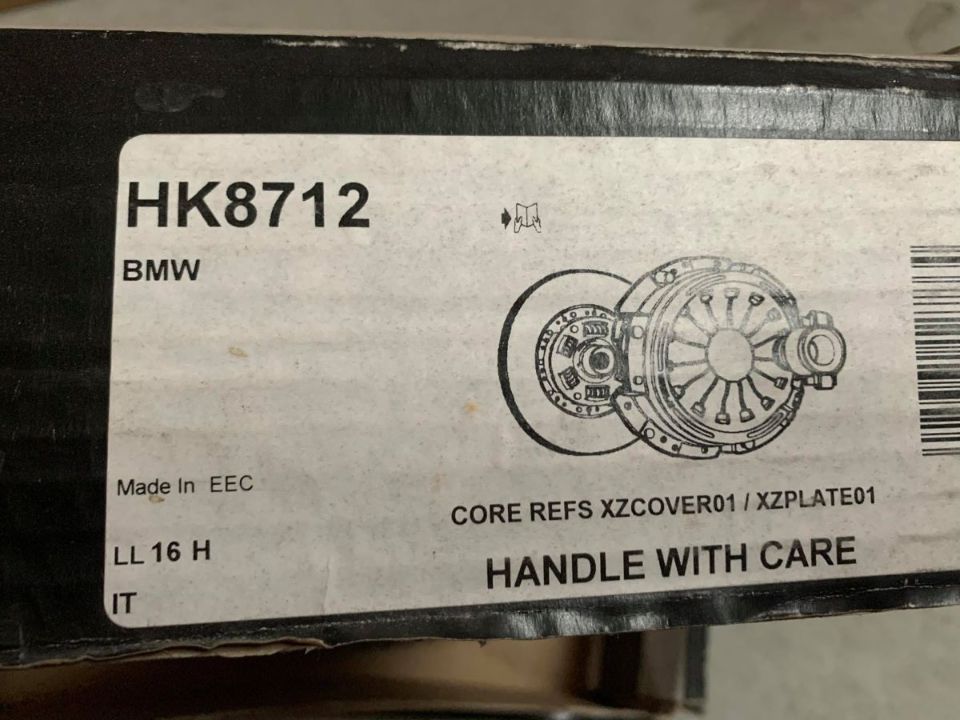 HK8712
BMW
Made In EEC
CORE REFS XZCOVER01 / XZPLATE01
LL 16 H
HANDLE WITH CARE
IT